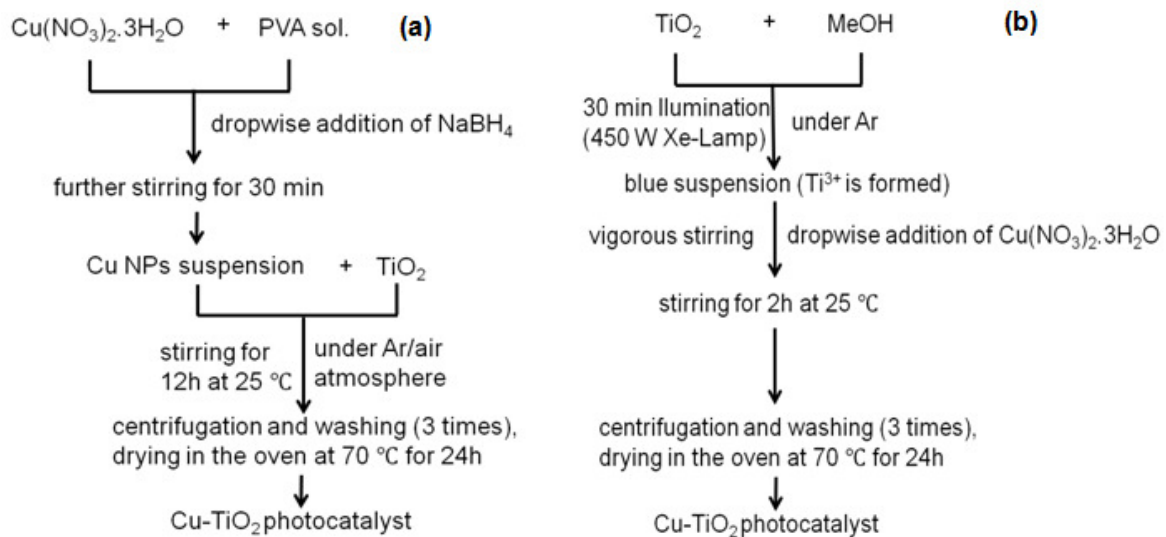 Cu(NO₃)₂.3H₂O + PVA sol. (a)
dropwise addition of NaBH₄
further stirring for 30 min
Cu NPs suspension + TiO₂
stirring for
12h at 25 °C
under Ar/air
atmosphere
centrifugation and washing (3 times),
drying in the oven at 70 °C for 24h
Cu-TiO₂ photocatalyst
TiO₂ + MeOH (b)
30 min Illumination
(450 W Xe-Lamp)
under Ar
blue suspension (Ti³⁺ is formed)
vigorous stirring
dropwise addition of Cu(NO₃)₂.3H₂O
stirring for 2h at 25 °C
centrifugation and washing (3 times),
drying in the oven at 70 °C for 24h
Cu-TiO₂ photocatalyst